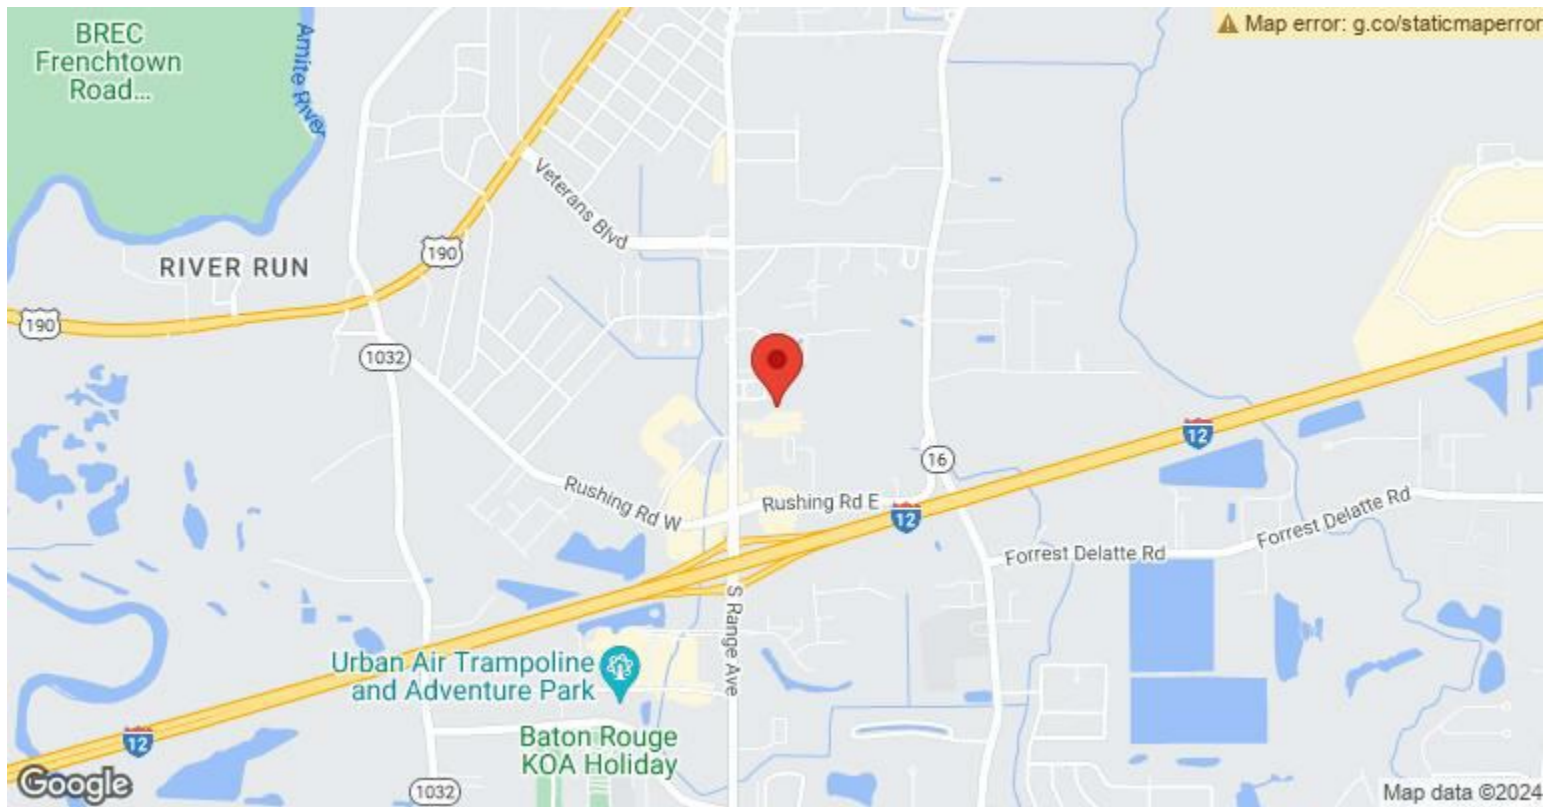 BREC
Frenchtown
Road...
Amite River
Map error: g.co/staticmaperror
Veterans Blvd
190
RIVER RUN
190
1032
12
16
Rushing Rd W
Rushing Rd E
12
Forrest Delatte Rd
Forrest Delatte Rd
S Range Ave
Urban Air Trampoline
and Adventure Park
12
Baton Rouge
KOA Holiday
Google
1032
Map data ©2024